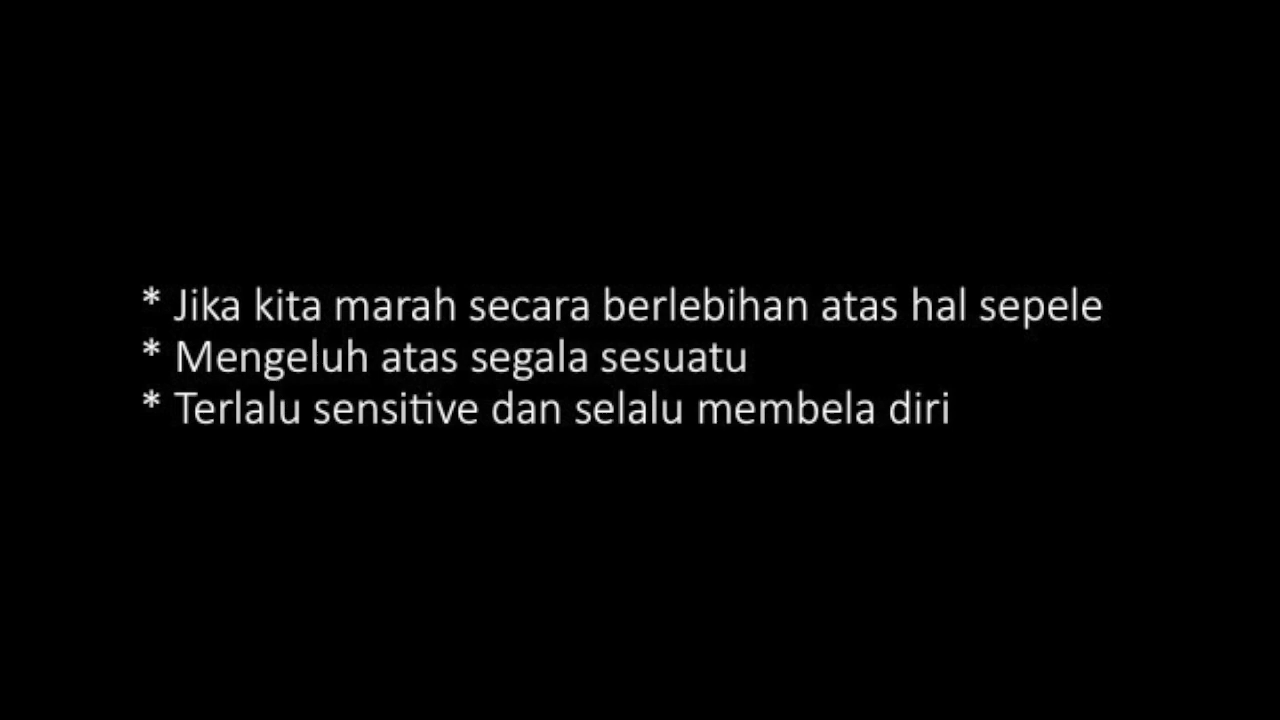 * Jika kita marah secara berlebihan atas hal sepele
* Mengeluh atas segala sesuatu
* Terlalu sensitive dan selalu membela diri